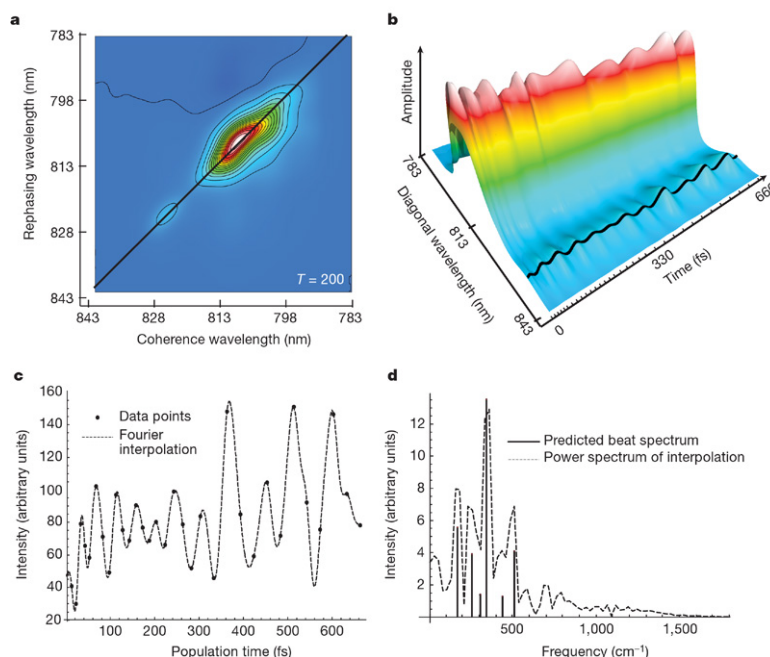 a
783
798
813
828
843
Rephasing wavelength (nm)
T = 200
843
828
813
798
783
Coherence wavelength (nm)
b
Amplitude
783
813
843
Diagonal wavelength (nm)
0
330
Time (fs)
c
160
140
120
100
80
60
40
20
Intensity (arbitrary units)
Data points
Fourier
interpolation
100
200
300
400
500
600
Population time (fs)
d
12
10
8
6
4
2
Intensity (arbitrary units)
Predicted beat spectrum
Power spectrum of interpolation
500
1,000
1,500
Frequency (cm⁻¹)